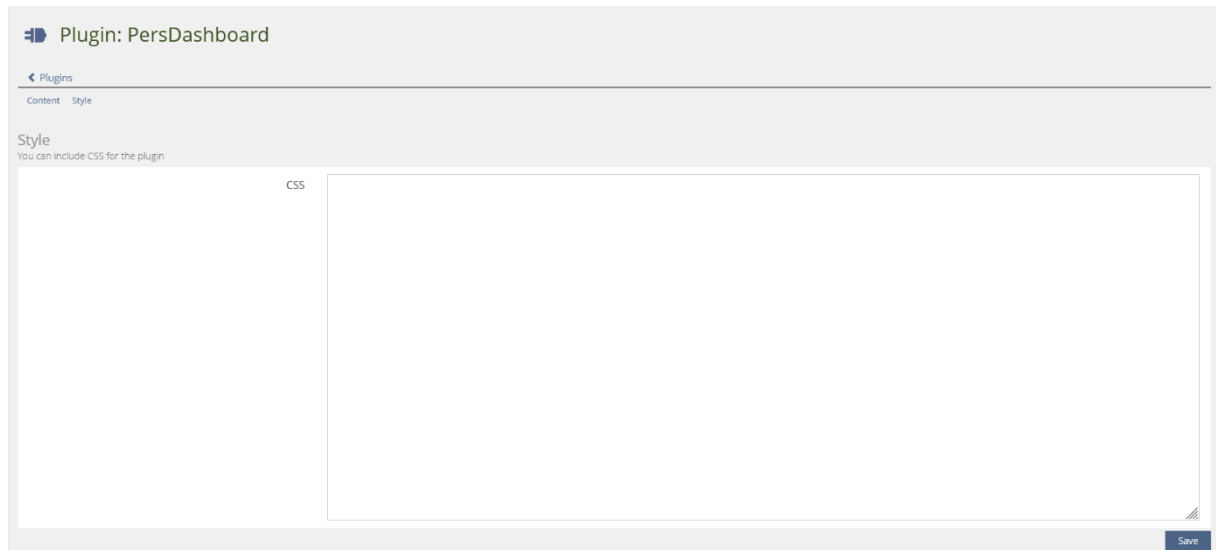 Plugin: PersDashboard
Plugins
Content Style
Style
You can include CSS for the plugin
CSS
Save